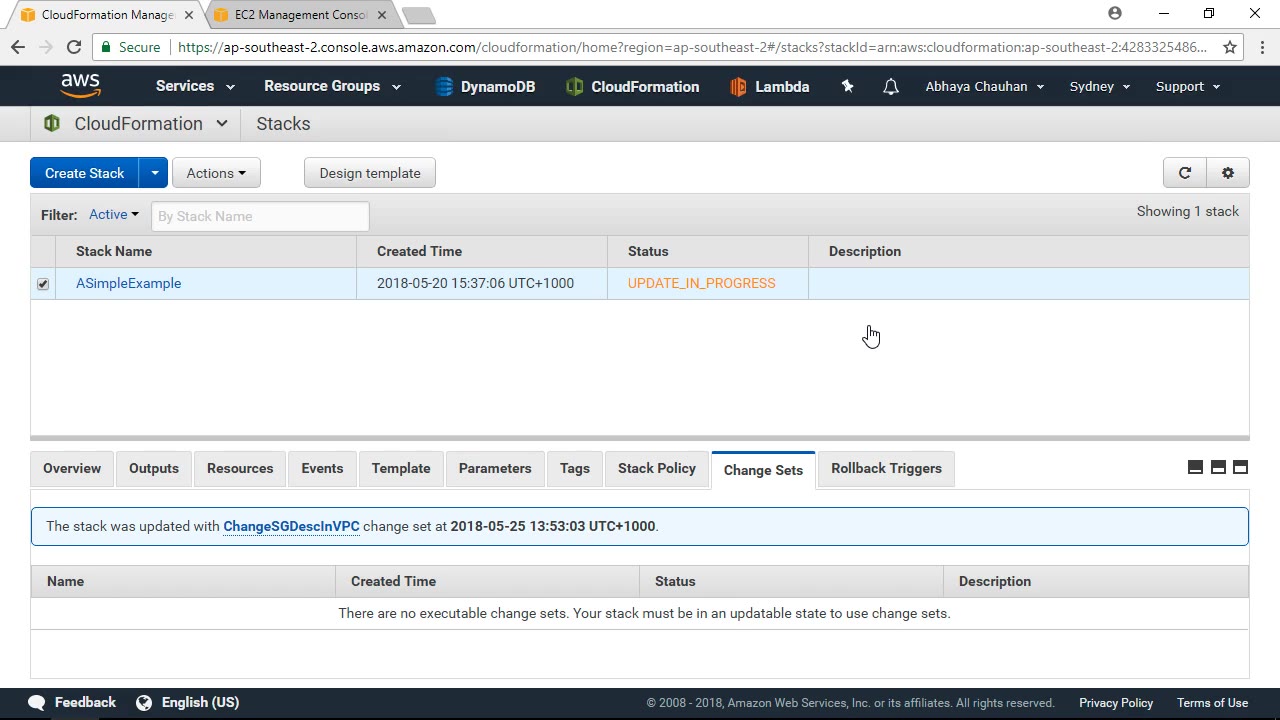 CloudFormation Manage
EC2 Management Conso
Secure https://ap-southeast-2.console.aws.amazon.com/cloudformation/home?region=ap-southeast-2#/stacks?stackId=arn:aws:cloudformation:ap-southeast-2:4283325486...
aws Services Resource Groups DynamoDB CloudFormation Lambda Abhaya Chauhan Sydney Support
CloudFormation Stacks
Create Stack Actions Design template
Filter: Active By Stack Name Showing 1 stack
Stack Name Created Time Status Description
ASimpleExample 2018-05-20 15:37:06 UTC+1000 UPDATE_IN_PROGRESS
Overview Outputs Resources Events Template Parameters Tags Stack Policy Change Sets Rollback Triggers
The stack was updated with ChangeSGDescInVPC change set at 2018-05-25 13:53:03 UTC+1000.
Name Created Time Status Description
There are no executable change sets. Your stack must be in an updatable state to use change sets.
Feedback English (US) © 2008 - 2018, Amazon Web Services, Inc. or its affiliates. All rights reserved. Privacy Policy Terms of Use